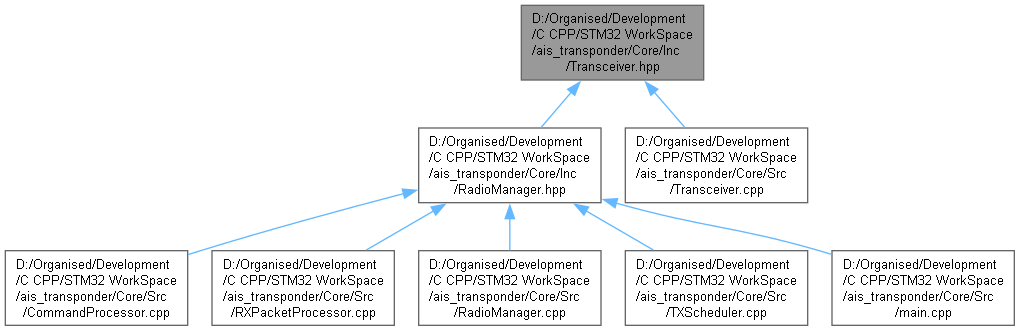 D:/Organised/Development
/C CPP/STM32 WorkSpace
/ais_transponder/Core/Inc
/Transceiver.hpp
D:/Organised/Development
/C CPP/STM32 WorkSpace
/ais_transponder/Core/Inc
/RadioManager.hpp
D:/Organised/Development
/C CPP/STM32 WorkSpace
/ais_transponder/Core/Src
/Transceiver.cpp
D:/Organised/Development
/C CPP/STM32 WorkSpace
/ais_transponder/Core/Src
/CommandProcessor.cpp
D:/Organised/Development
/C CPP/STM32 WorkSpace
/ais_transponder/Core/Src
/RXPacketProcessor.cpp
D:/Organised/Development
/C CPP/STM32 WorkSpace
/ais_transponder/Core/Src
/RadioManager.cpp
D:/Organised/Development
/C CPP/STM32 WorkSpace
/ais_transponder/Core/Src
/TXScheduler.cpp
D:/Organised/Development
/C CPP/STM32 WorkSpace
/ais_transponder/Core/Src
/main.cpp